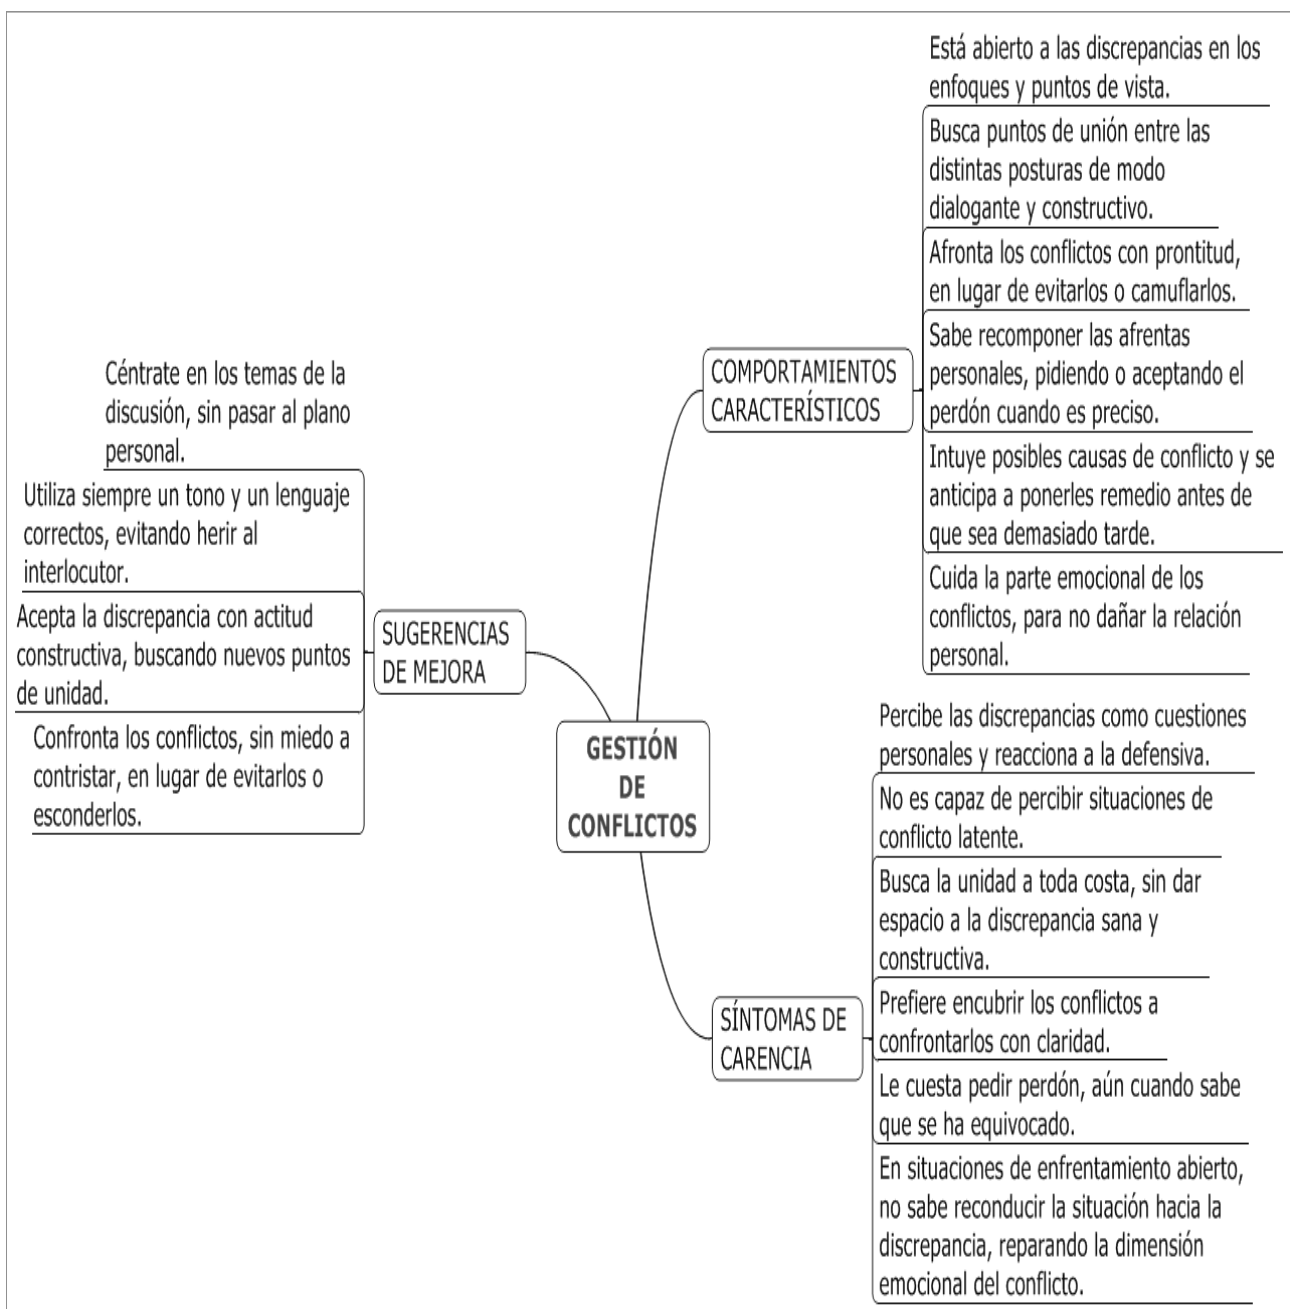 GESTIÓN
DE
CONFLICTOS
COMPORTAMIENTOS
CARACTERÍSTICOS
Está abierto a las discrepancias en los
enfoques y puntos de vista.
Busca puntos de unión entre las
distintas posturas de modo
dialogante y constructivo.
Afronta los conflictos con prontitud,
en lugar de evitarlos o camuflarlos.
Sabe recomponer las afrentas
personales, pidiendo o aceptando el
perdón cuando es preciso.
Intuye posibles causas de conflicto y se
anticipa a ponerles remedio antes de
que sea demasiado tarde.
Cuida la parte emocional de los
conflictos, para no dañar la relación
personal.
SÍNTOMAS DE
CARENCIA
Percibe las discrepancias como cuestiones
personales y reacciona a la defensiva.
No es capaz de percibir situaciones de
conflicto latente.
Busca la unidad a toda costa, sin dar
espacio a la discrepancia sana y
constructiva.
Prefiere encubrir los conflictos a
confrontarlos con claridad.
Le cuesta pedir perdón, aún cuando sabe
que se ha equivocado.
En situaciones de enfrentamiento abierto,
no sabe reconducir la situación hacia la
discrepancia, reparando la dimensión
emocional del conflicto.
SUGERENCIAS
DE MEJORA
Céntrate en los temas de la
discusión, sin pasar al plano
personal.
Utiliza siempre un tono y un lenguaje
correctos, evitando herir al
interlocutor.
Acepta la discrepancia con actitud
constructiva, buscando nuevos puntos
de unidad.
Confronta los conflictos, sin miedo a
contristar, en lugar de evitarlos o
esconderlos.